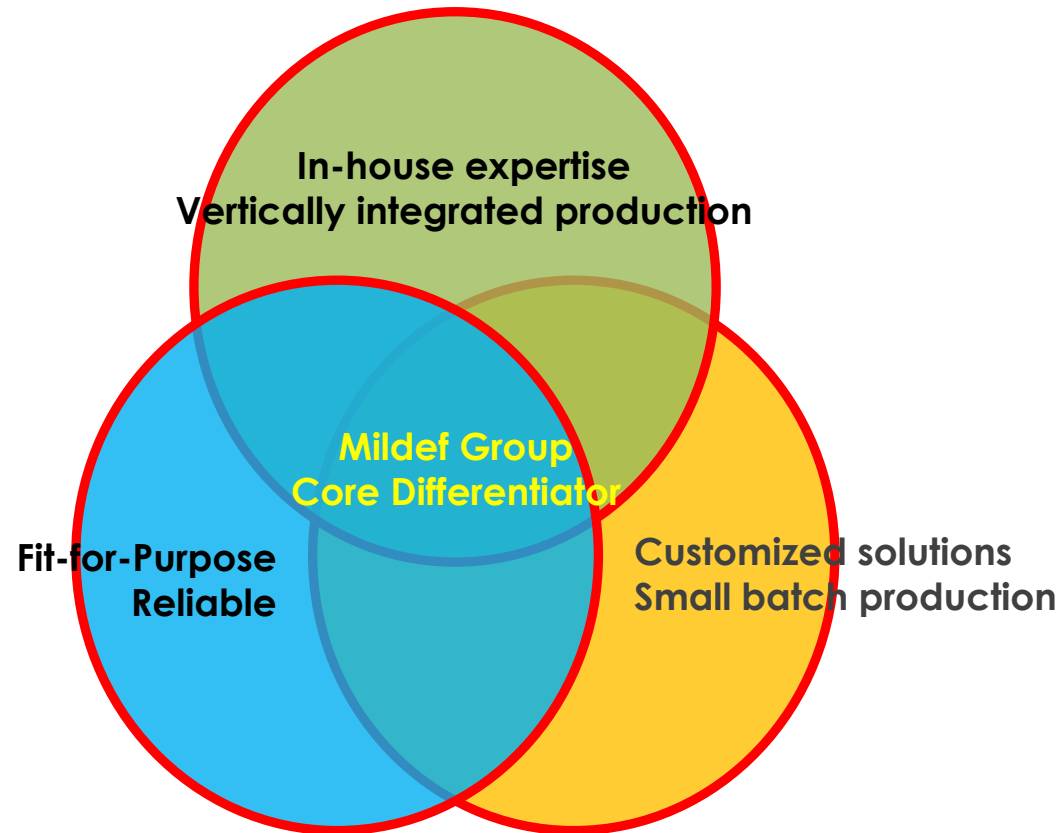 In-house expertise
Vertically integrated production
Mildef Group
Core Differentiator
Fit-for-Purpose
Reliable
Customized solutions
Small batch production